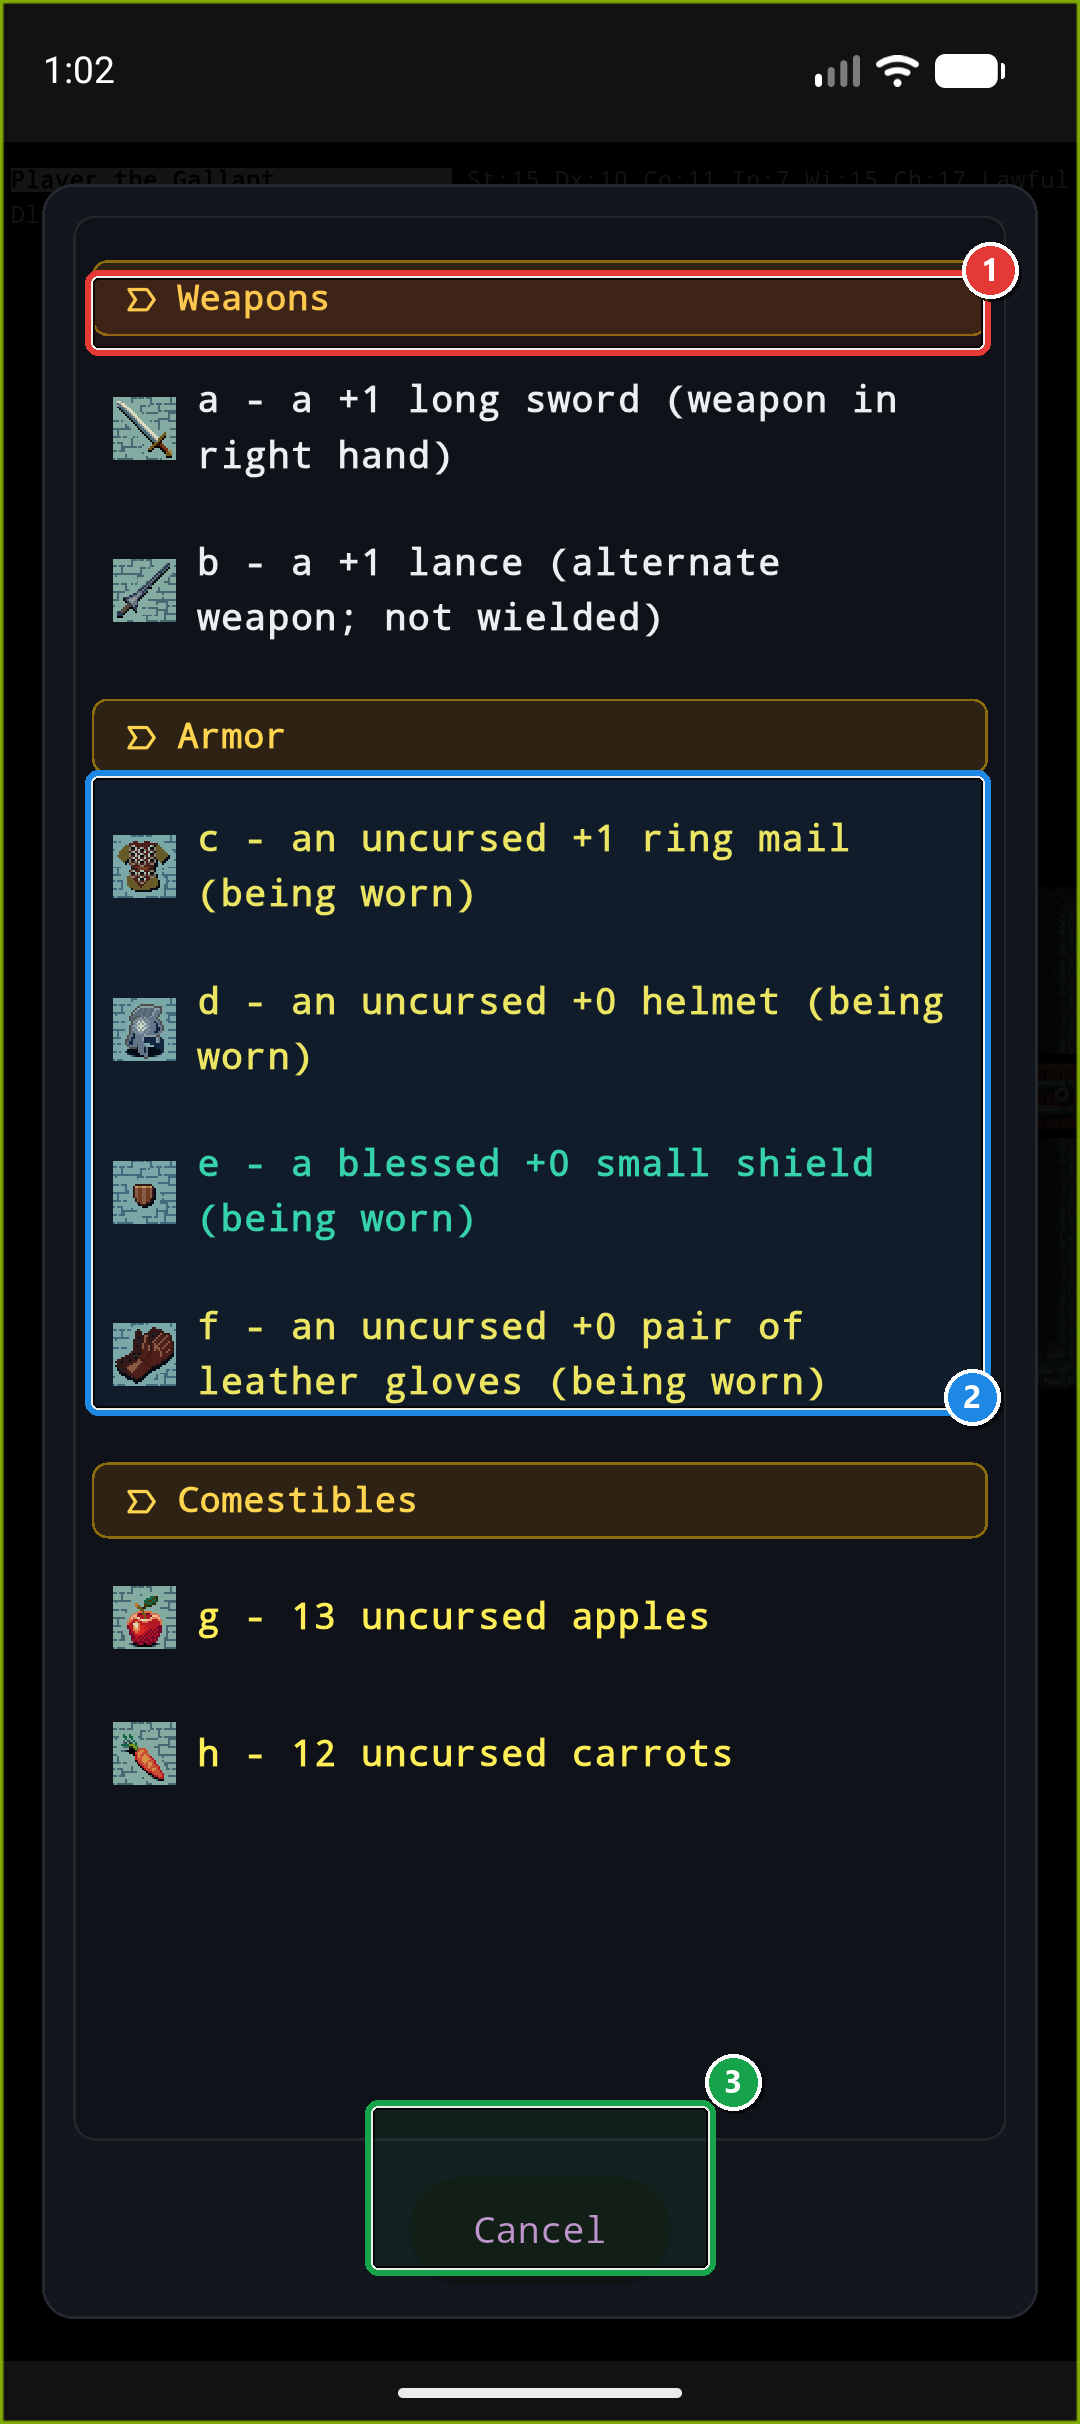 1:02
Player the Gallant St:15 Dx:10 Co:11 In:7 Wi:15 Ch:17 Lawful
Dl
1
Weapons
a - a +1 long sword (weapon in
right hand)
b - a +1 lance (alternate
weapon; not wielded)
Armor
c - an uncursed +1 ring mail
(being worn)
d - an uncursed +0 helmet (being
worn)
e - a blessed +0 small shield
(being worn)
f - an uncursed +0 pair of
leather gloves (being worn)
2
Comestibles
g - 13 uncursed apples
h - 12 uncursed carrots
3
Cancel